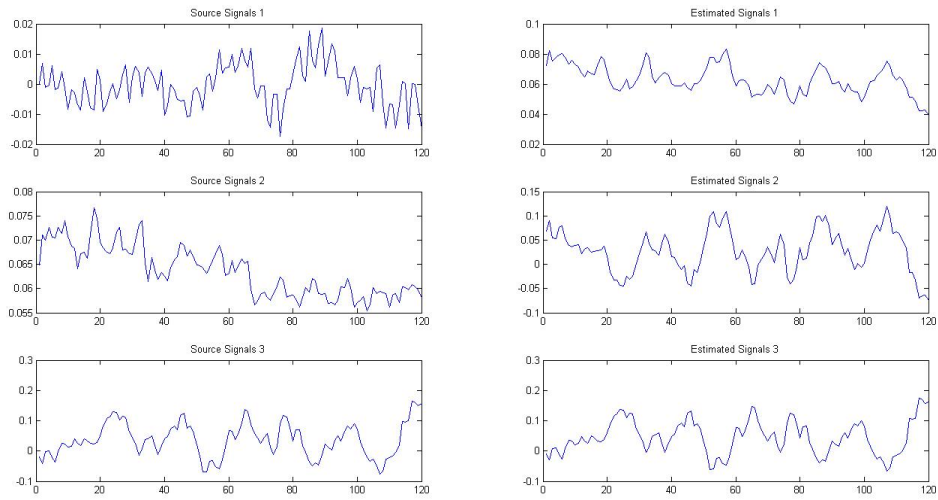 Source Signals 1
0.02
0.01
0
-0.01
-0.02
0 20 40 60 80 100 120
Estimated Signals 1
0.1
0.08
0.06
0.04
0.02
0 20 40 60 80 100 120
Source Signals 2
0.08
0.075
0.07
0.065
0.06
0.055
0 20 40 60 80 100 120
Estimated Signals 2
0.15
0.1
0.05
0
-0.05
-0.1
0 20 40 60 80 100 120
Source Signals 3
0.3
0.2
0.1
0
-0.1
0 20 40 60 80 100 120
Estimated Signals 3
0.3
0.2
0.1
0
-0.1
0 20 40 60 80 100 120